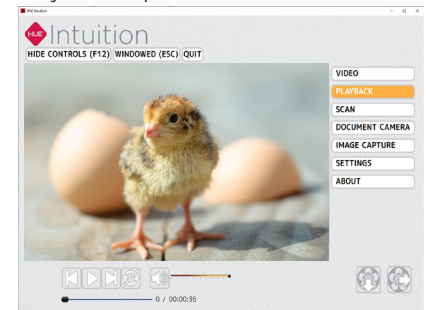 HUE Intuition
HUE Intuition
HIDE CONTROLS (F12) WINDOWED (ESC) QUIT
VIDEO
PLAYBACK
SCAN
DOCUMENT CAMERA
IMAGE CAPTURE
SETTINGS
ABOUT
0 / 00:00:36